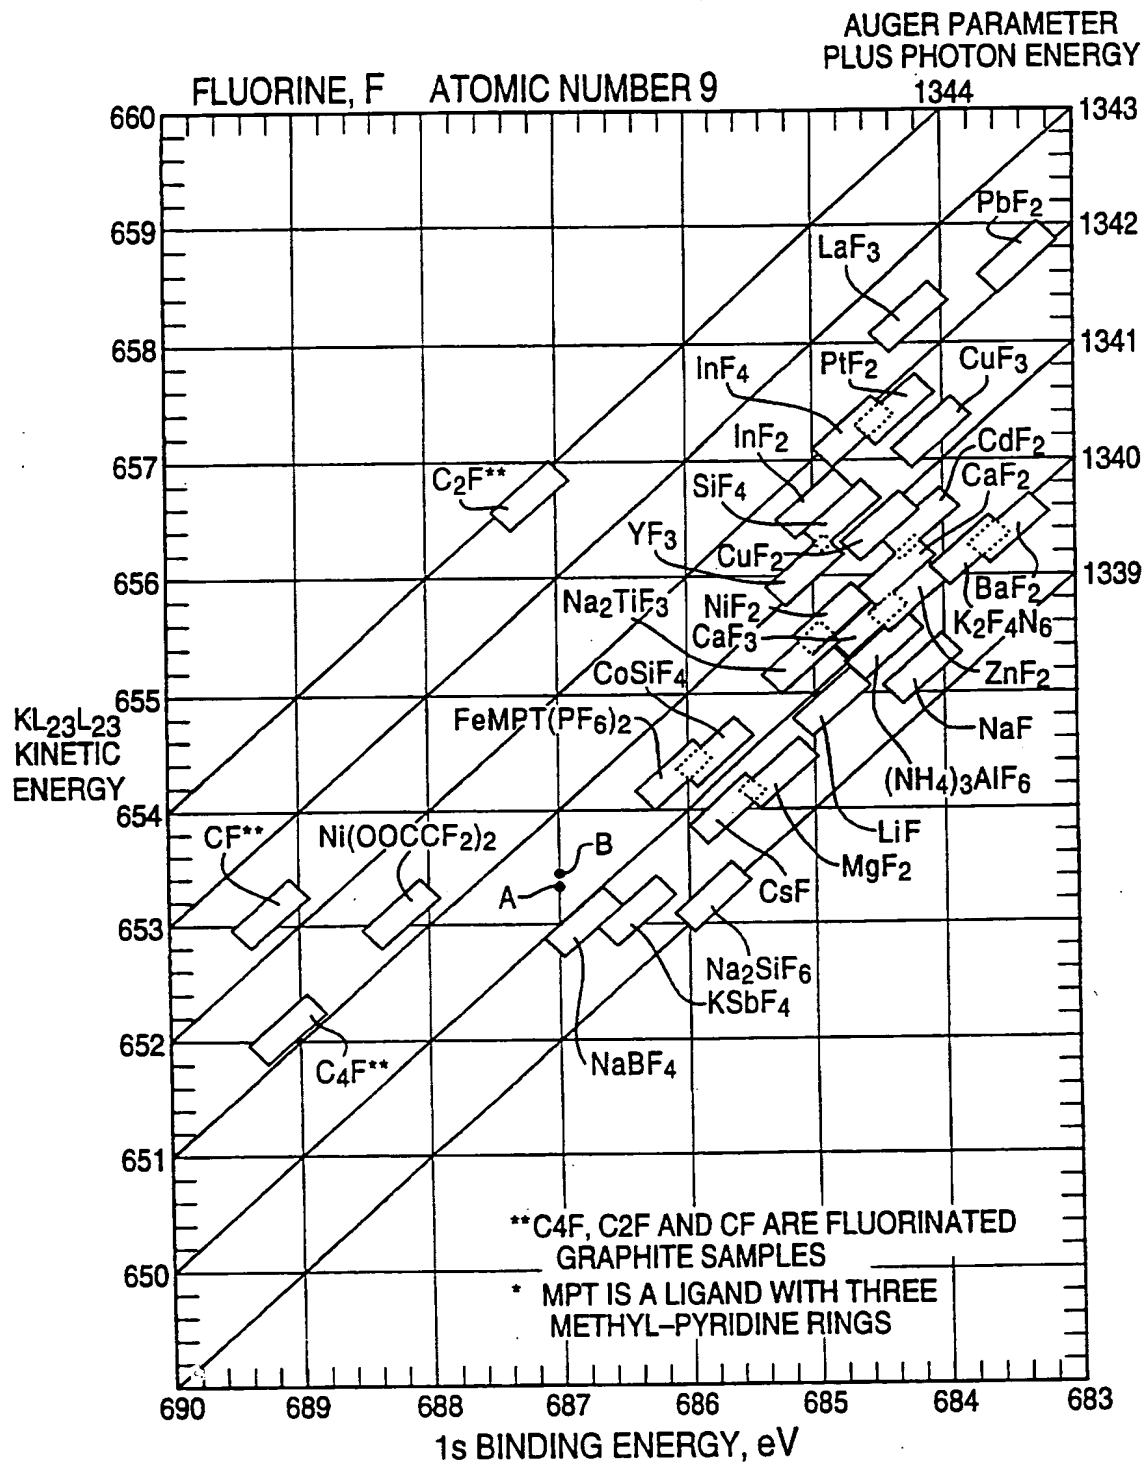 AUGER PARAMETER
PLUS PHOTON ENERGY
FLUORINE, F ATOMIC NUMBER 9
1344
660
1343
PbF2
659
1342
LaF3
658
1341
InF4
PtF2
CuF3
InF2
CdF2
657
1340
C2F**
SiF4
CaF2
YF3
CuF2
656
1339
Na2TiF3
NiF2
BaF2
CaF3
K2F4N6
CoSiF4
ZnF2
655
KL23L23
KINETIC
ENERGY
FeMPT(PF6)2
NaF
(NH4)3AlF6
654
CF**
Ni(OOCCF2)2
LiF
B
MgF2
A
CsF
653
Na2SiF6
KSbF4
652
C4F**
NaBF4
651
**C4F, C2F AND CF ARE FLUORINATED
GRAPHITE SAMPLES
650
* MPT IS A LIGAND WITH THREE
METHYL–PYRIDINE RINGS
690 689 688 687 686 685 684 683
1s BINDING ENERGY, eV